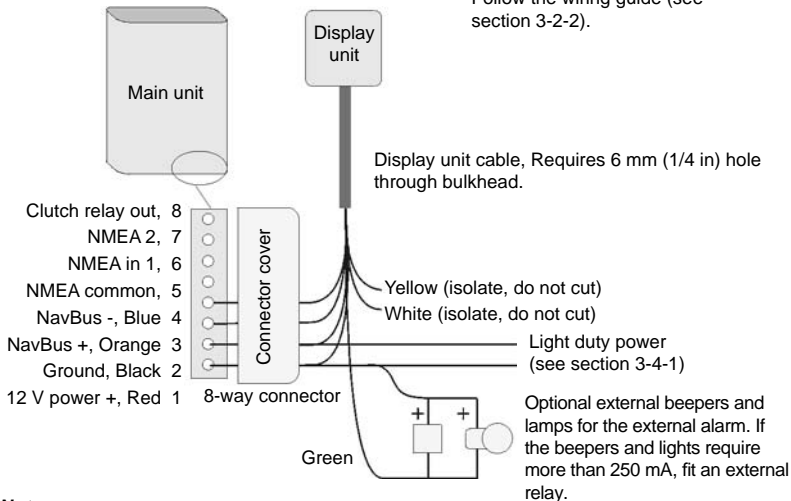 Follow the wiring guide (see
section 3-2-2).
Display
unit
Main unit
Display unit cable, Requires 6 mm (1/4 in) hole
through bulkhead.
Clutch relay out, 8
NMEA 2, 7
NMEA in 1, 6
NMEA common, 5
NavBus -, Blue 4
NavBus +, Orange 3
Ground, Black 2
12 V power +, Red 1
Connector cover
8-way connector
Yellow (isolate, do not cut)
White (isolate, do not cut)
Light duty power
(see section 3-4-1)
+ +
Green
Optional external beepers and
lamps for the external alarm. If
the beepers and lights require
more than 250 mA, fit an external
relay.